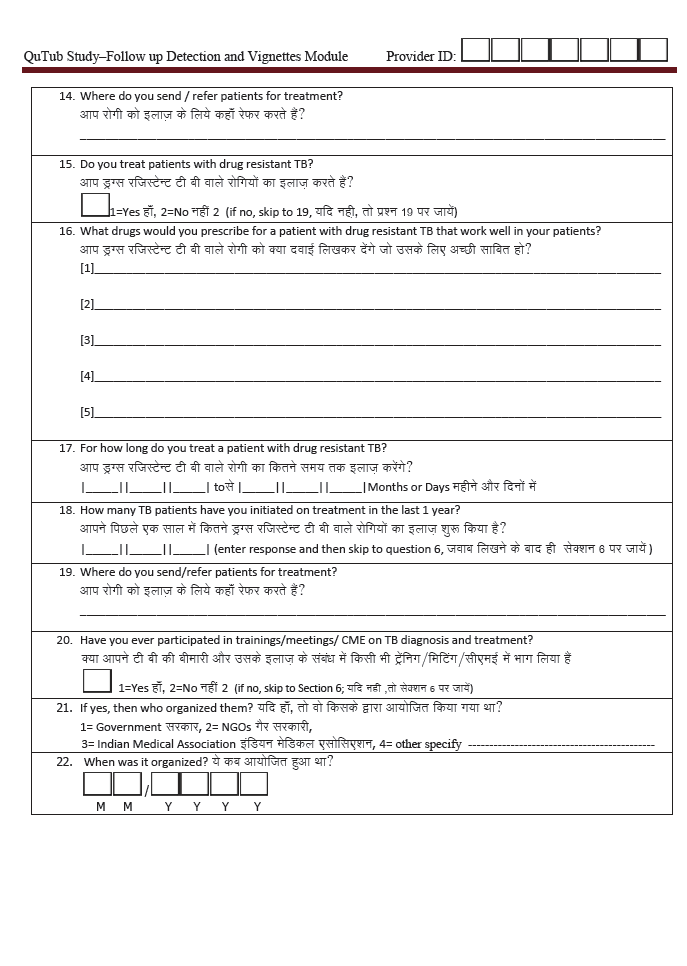 QuTub Study–Follow up Detection and Vignettes Module Provider ID:
14. Where do you send / refer patients for treatment?
आप रोगी को इलाज़ के लिये कहाँ रेफर करते हैं?
15. Do you treat patients with drug resistant TB?
आप ड्रग्स रजिस्टेन्ट टी बी वाले रोगियों का इलाज़ करते हैं?
1=Yes हाँ, 2=No नहीं 2 (if no, skip to 19, यदि नही, तो प्रश्न 19 पर जायें)
16. What drugs would you prescribe for a patient with drug resistant TB that work well in your patients?
आप ड्रग्स रजिस्टेन्ट टी बी वाले रोगी को क्या दवाई लिखकर देंगे जो उसके लिए अच्छी साबित हो?
[1]
[2]
[3]
[4]
[5]
17. For how long do you treat a patient with drug resistant TB?
आप ड्रग्स रजिस्टेन्ट टी बी वाले रोगी का कितने समय तक इलाज़ करेंगे?
|_____||_____||_____| toसे |_____||_____||_____|Months or Days महीने और दिनों में
18. How many TB patients have you initiated on treatment in the last 1 year?
आपने पिछले एक साल में कितने ड्रग्स रजिस्टेन्ट टी बी वाले रोगियों का इलाज़ शुरू किया है?
|_____||_____||_____| (enter response and then skip to question 6, जवाब लिखने के बाद ही सेक्शन 6 पर जायें )
19. Where do you send/refer patients for treatment?
आप रोगी को इलाज़ के लिये कहाँ रेफर करते हैं?
20. Have you ever participated in trainings/meetings/ CME on TB diagnosis and treatment?
क्या आपने टी बी की बीमारी और उसके इलाज़ के संबंध में किसी भी ट्रेंनिग/मिटिंग/सीएमई में भाग लिया हैं
1=Yes हाँ, 2=No नहीं 2 (if no, skip to Section 6; यदि नही ,तो सेक्शन 6 पर जायें)
21. If yes, then who organized them? यदि हाँ, तो वो किसके द्वारा आयोजित किया गया था?
1= Government सरकार, 2= NGOs गैर सरकारी,
3= Indian Medical Association इंडियन मेडिकल एसोसिएशन, 4= other specify --------------------------------------------
22. When was it organized? ये कब आयोजित हुआ था?
/
M M Y Y Y Y